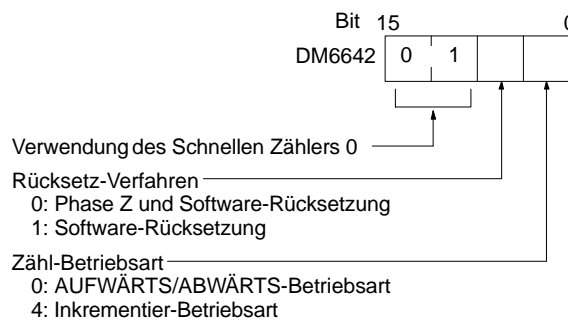 Bit 15 0
DM6642 0 1
Verwendung des Schnellen Zählers 0
Rücksetz-Verfahren
0: Phase Z und Software-Rücksetzung
1: Software-Rücksetzung
Zähl-Betriebsart
0: AUFWÄRTS/ABWÄRTS-Betriebsart
4: Inkrementier-Betriebsart